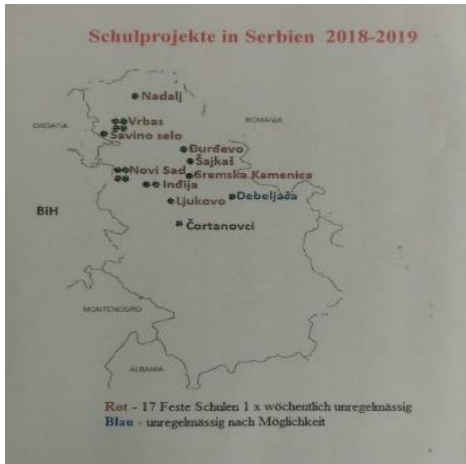 Schulprojekte in Serbien 2018-2019
Nadalj
CROATIA
Vrbas
ROMANIA
Savino selo
Đurđevo
Šajkaš
Novi Sad
Sremska Kamenica
Inđija
Debeljača
Ljukovo
BiH
Čortanovci
MONTENEGRO
ALBANIA
Rot - 17 Feste Schulen 1 x wöchentlich unregelmässig
Blau - unregelmässig nach Möglichkeit